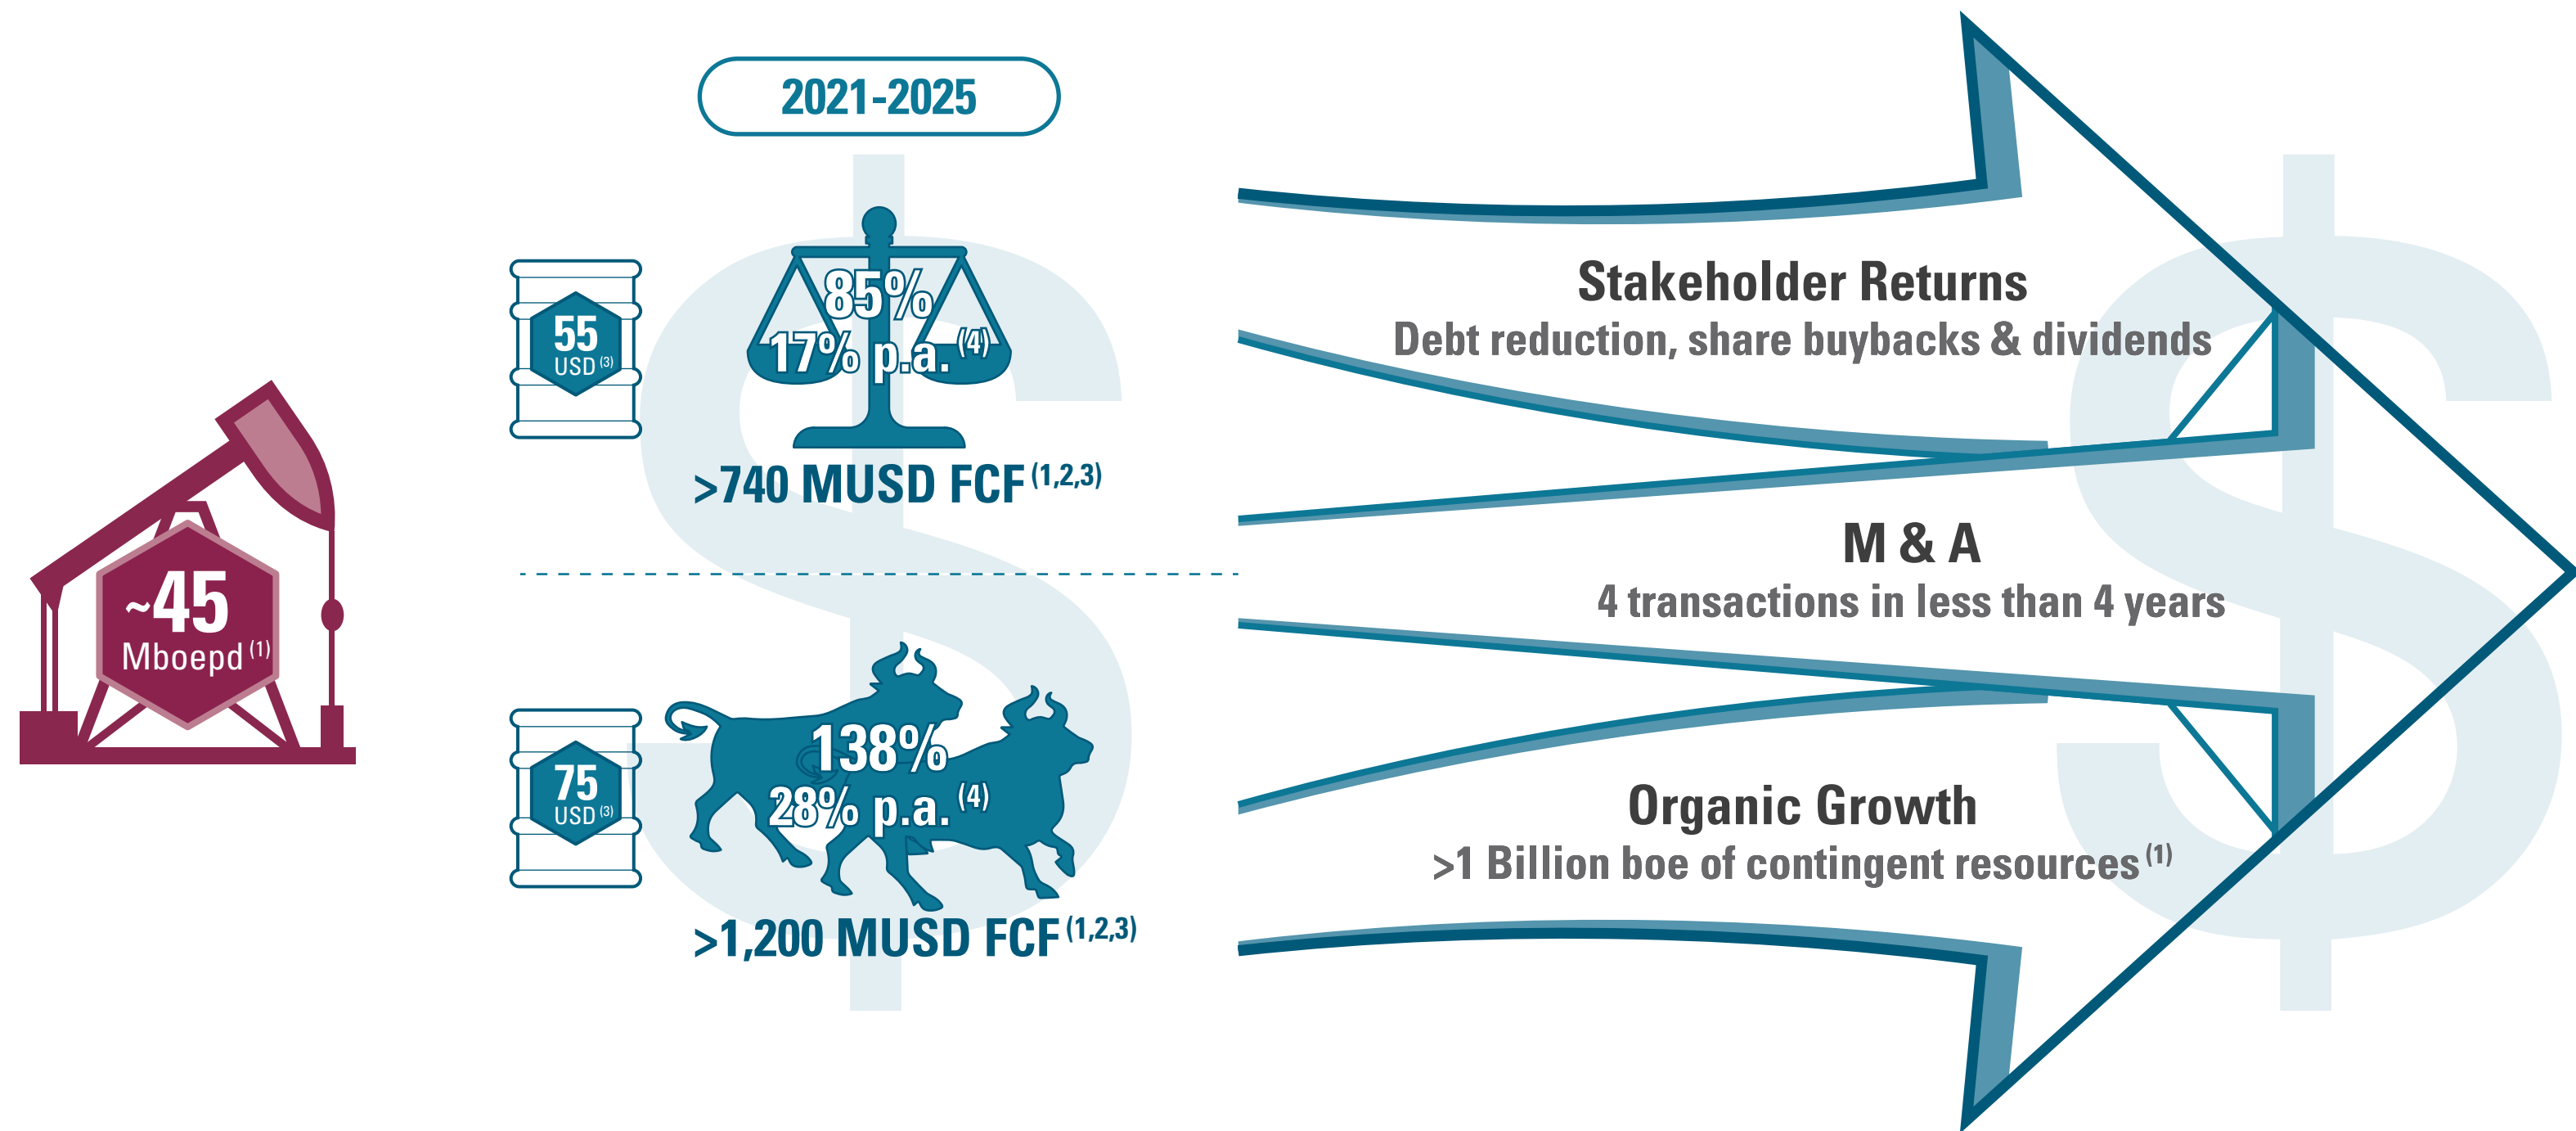 2021-2025
~45
Mboepd (1)
55
USD (3)
85%
17% p.a. (4)
>740 MUSD FCF (1,2,3)
75
USD (3)
138%
28% p.a. (4)
>1,200 MUSD FCF (1,2,3)
Stakeholder Returns
Debt reduction, share buybacks & dividends
M & A
4 transactions in less than 4 years
Organic Growth
>1 Billion boe of contingent resources (1)